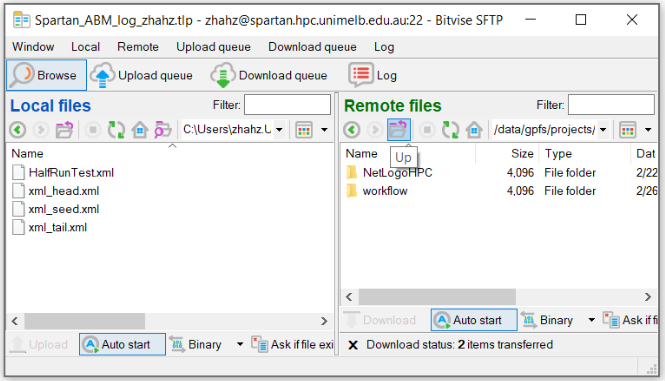 Spartan_ABM_log_zhahz.tlp - zhahz@spartan.hpc.unimelb.edu.au:22 - Bitvise SFTP
Window Local Remote Upload queue Download queue Log
Browse Upload queue Download queue Log
Local files Filter:
C:\Users\zhahz.U
Name
HalfRunTest.xml
xml_head.xml
xml_seed.xml
xml_tail.xml
Upload Auto start Binary Ask if file exi
Remote files Filter:
/data/gpfs/projects/
Up
Name Size Type Dat
NetLogoHPC 4,096 File folder 2/22
workflow 4,096 File folder 2/26
Download Auto start Binary Ask if fi
Download status: 2 items transferred